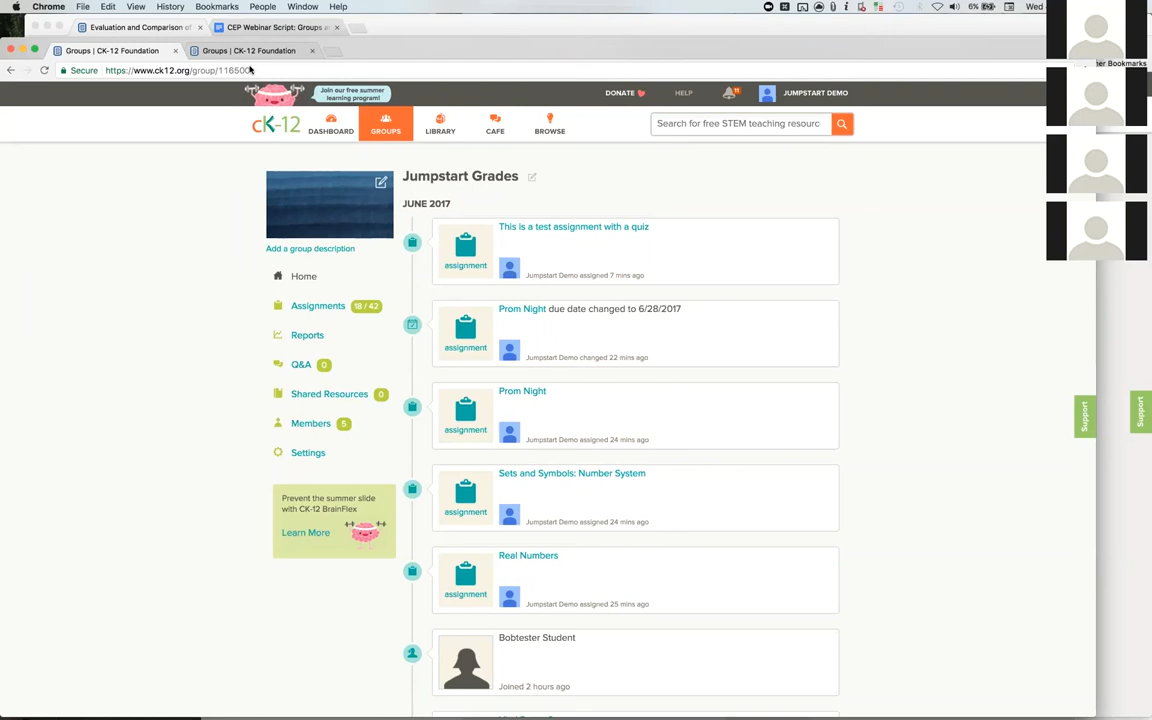 Chrome File Edit View History Bookmarks People Window Help
6% Wed
Evaluation and Comparison of
CEP Webinar Script: Groups a
Groups | CK-12 Foundation
Groups | CK-12 Foundation
Secure https://www.ck12.org/group/116500
Bookmarks
Join our free summer
learning program!
DONATE HELP 11 JUMPSTART DEMO
cK-12 DASHBOARD GROUPS LIBRARY CAFE BROWSE
Search for free STEM teaching resourc
Jumpstart Grades
JUNE 2017
Add a group description
Home
Assignments 18 / 42
Reports
Q&A 0
Shared Resources 0
Members 5
Settings
Prevent the summer slide
with CK-12 BrainFlex
Learn More
This is a test assignment with a quiz
assignment
Jumpstart Demo assigned 7 mins ago
Prom Night due date changed to 6/28/2017
assignment
Jumpstart Demo changed 22 mins ago
Prom Night
assignment
Jumpstart Demo assigned 24 mins ago
Sets and Symbols: Number System
assignment
Jumpstart Demo assigned 24 mins ago
Real Numbers
assignment
Jumpstart Demo assigned 25 mins ago
Bobtester Student
Joined 2 hours ago
Support
Support